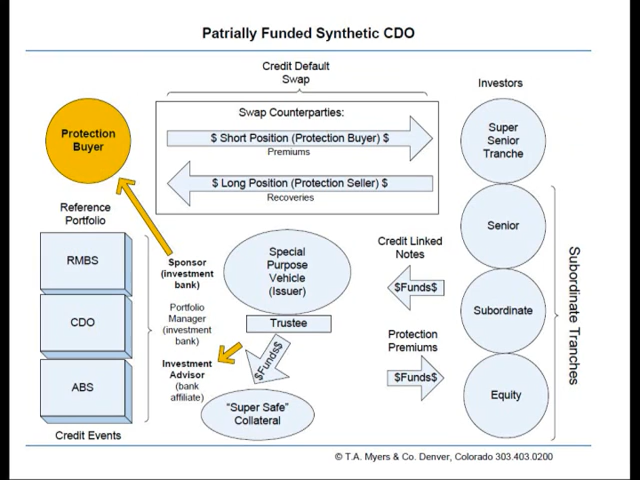 Patrially Funded Synthetic CDO
Credit Default
Swap
Investors
Swap Counterparties:
Protection
Buyer
$ Short Position (Protection Buyer) $
Premiums
Super
Senior
Tranche
$ Long Position (Protection Seller) $
Recoveries
Reference
Portfolio
RMBS
CDO
ABS
Credit Events
Sponsor
(investment
bank)
Portfolio
Manager
(investment
bank)
Investment
Advisor
(bank
affiliate)
Special
Purpose
Vehicle
(Issuer)
Trustee
$Funds$
"Super Safe"
Collateral
Credit Linked
Notes
$Funds$
Protection
Premiums
$Funds$
Senior
Subordinate
Equity
Subordinate Tranches
© T.A. Myers & Co. Denver, Colorado 303.403.0200